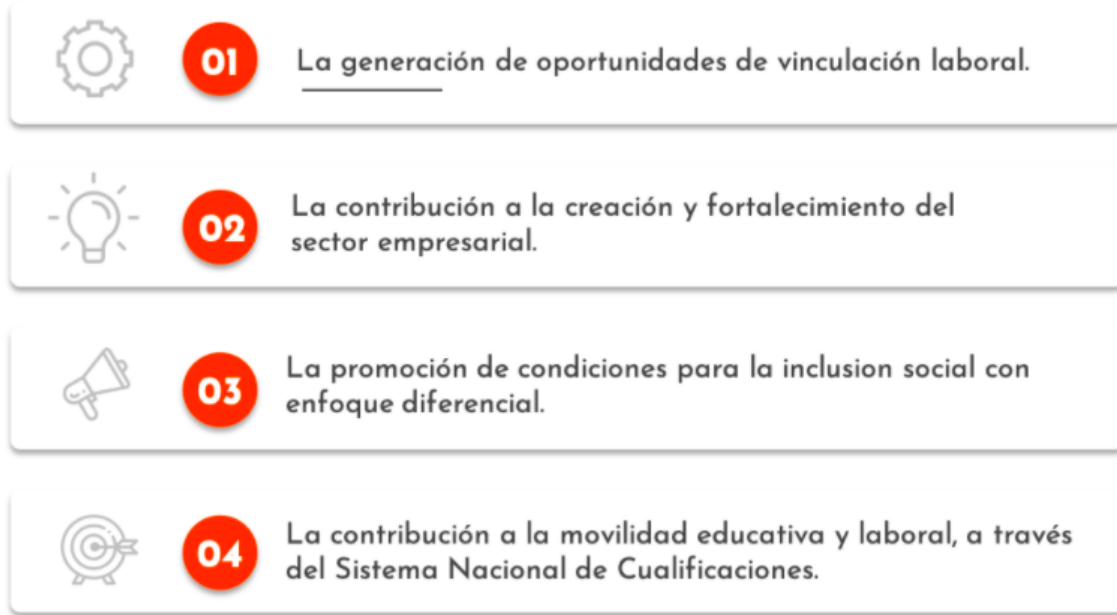 01
La generación de oportunidades de vinculación laboral.
02
La contribución a la creación y fortalecimiento del
sector empresarial.
03
La promoción de condiciones para la inclusion social con
enfoque diferencial.
04
La contribución a la movilidad educativa y laboral, a través
del Sistema Nacional de Cualificaciones.